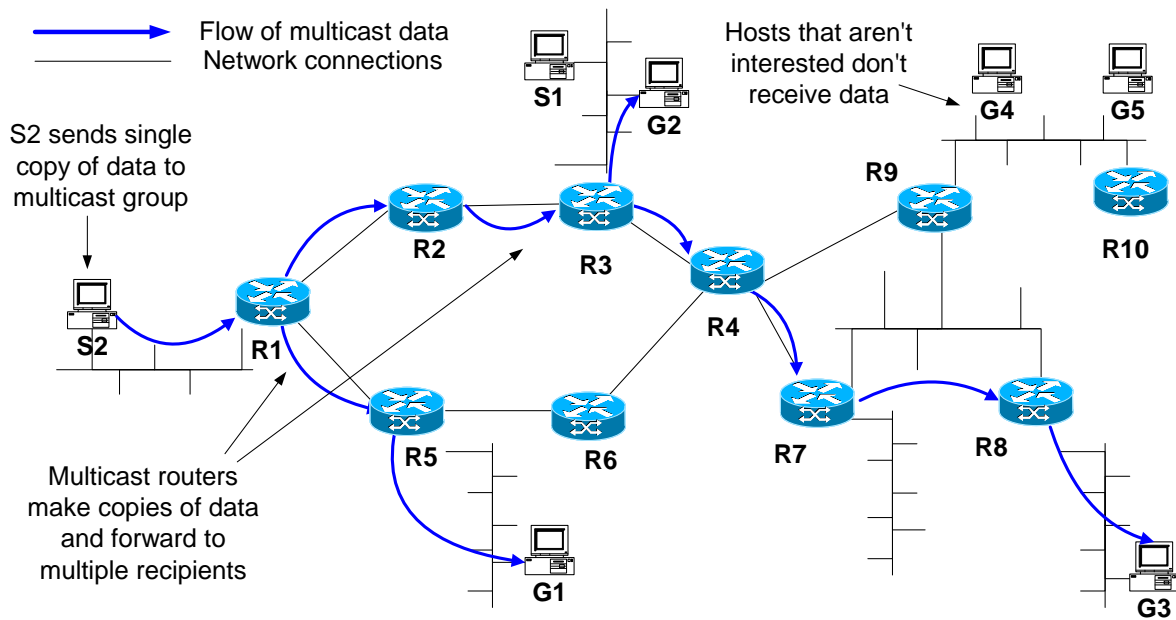 Flow of multicast data
Network connections
S1
G2
Hosts that aren't
interested don't
receive data
G4
G5
S2 sends single
copy of data to
multicast group
R9
R2
R3
R10
S2
R1
R4
R5
R6
R7
R8
Multicast routers
make copies of data
and forward to
multiple recipients
G1
G3